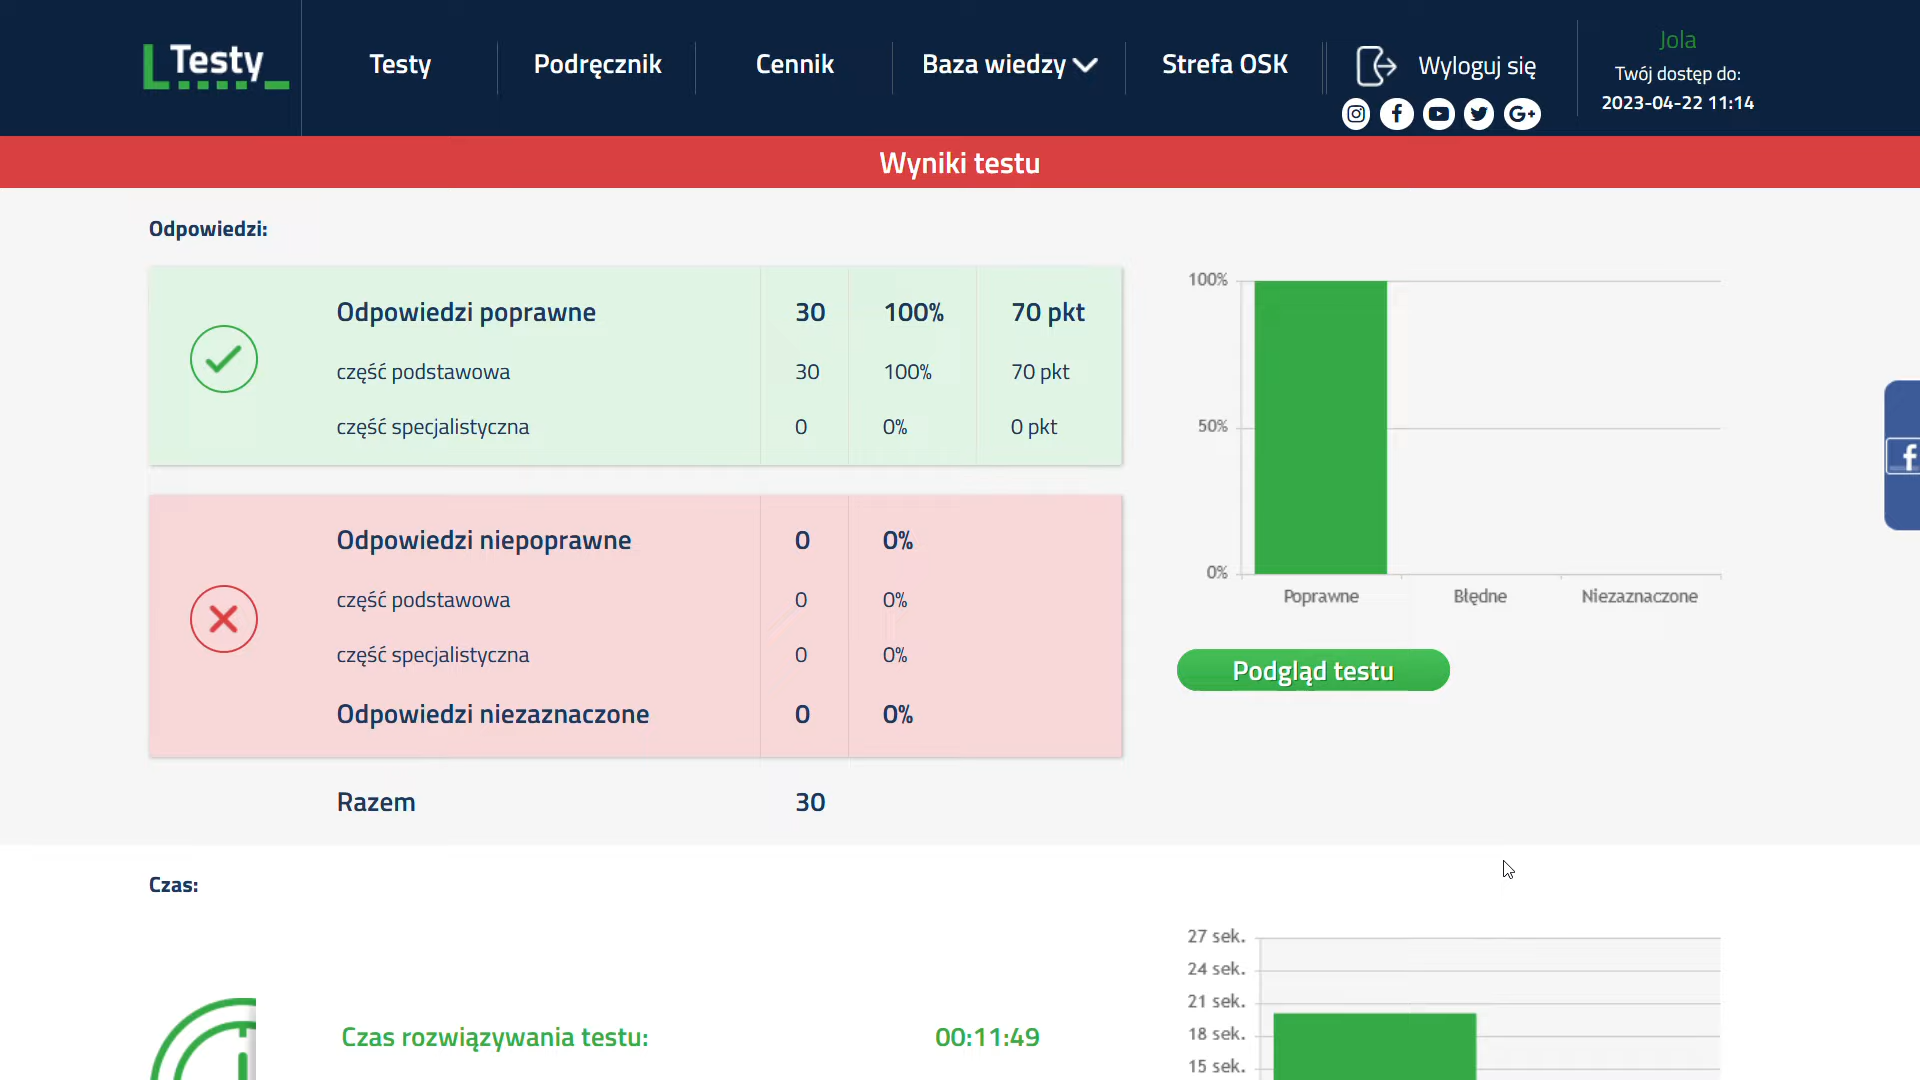 L Testy
Testy
Podręcznik
Cennik
Baza wiedzy
Strefa OSK
Wyloguj się
G+
Jola
Twój dostęp do:
2023-04-22 11:14
Wyniki testu
Odpowiedzi:
Odpowiedzi poprawne 30 100% 70 pkt
część podstawowa 30 100% 70 pkt
część specjalistyczna 0 0% 0 pkt
Odpowiedzi niepoprawne 0 0%
część podstawowa 0 0%
część specjalistyczna 0 0%
Odpowiedzi niezaznaczone 0 0%
Razem 30
100%
50%
0%
Poprawne Błędne Niezaznaczone
Podgląd testu
Czas:
Czas rozwiązywania testu: 00:11:49
27 sek.
24 sek.
21 sek.
18 sek.
15 sek.